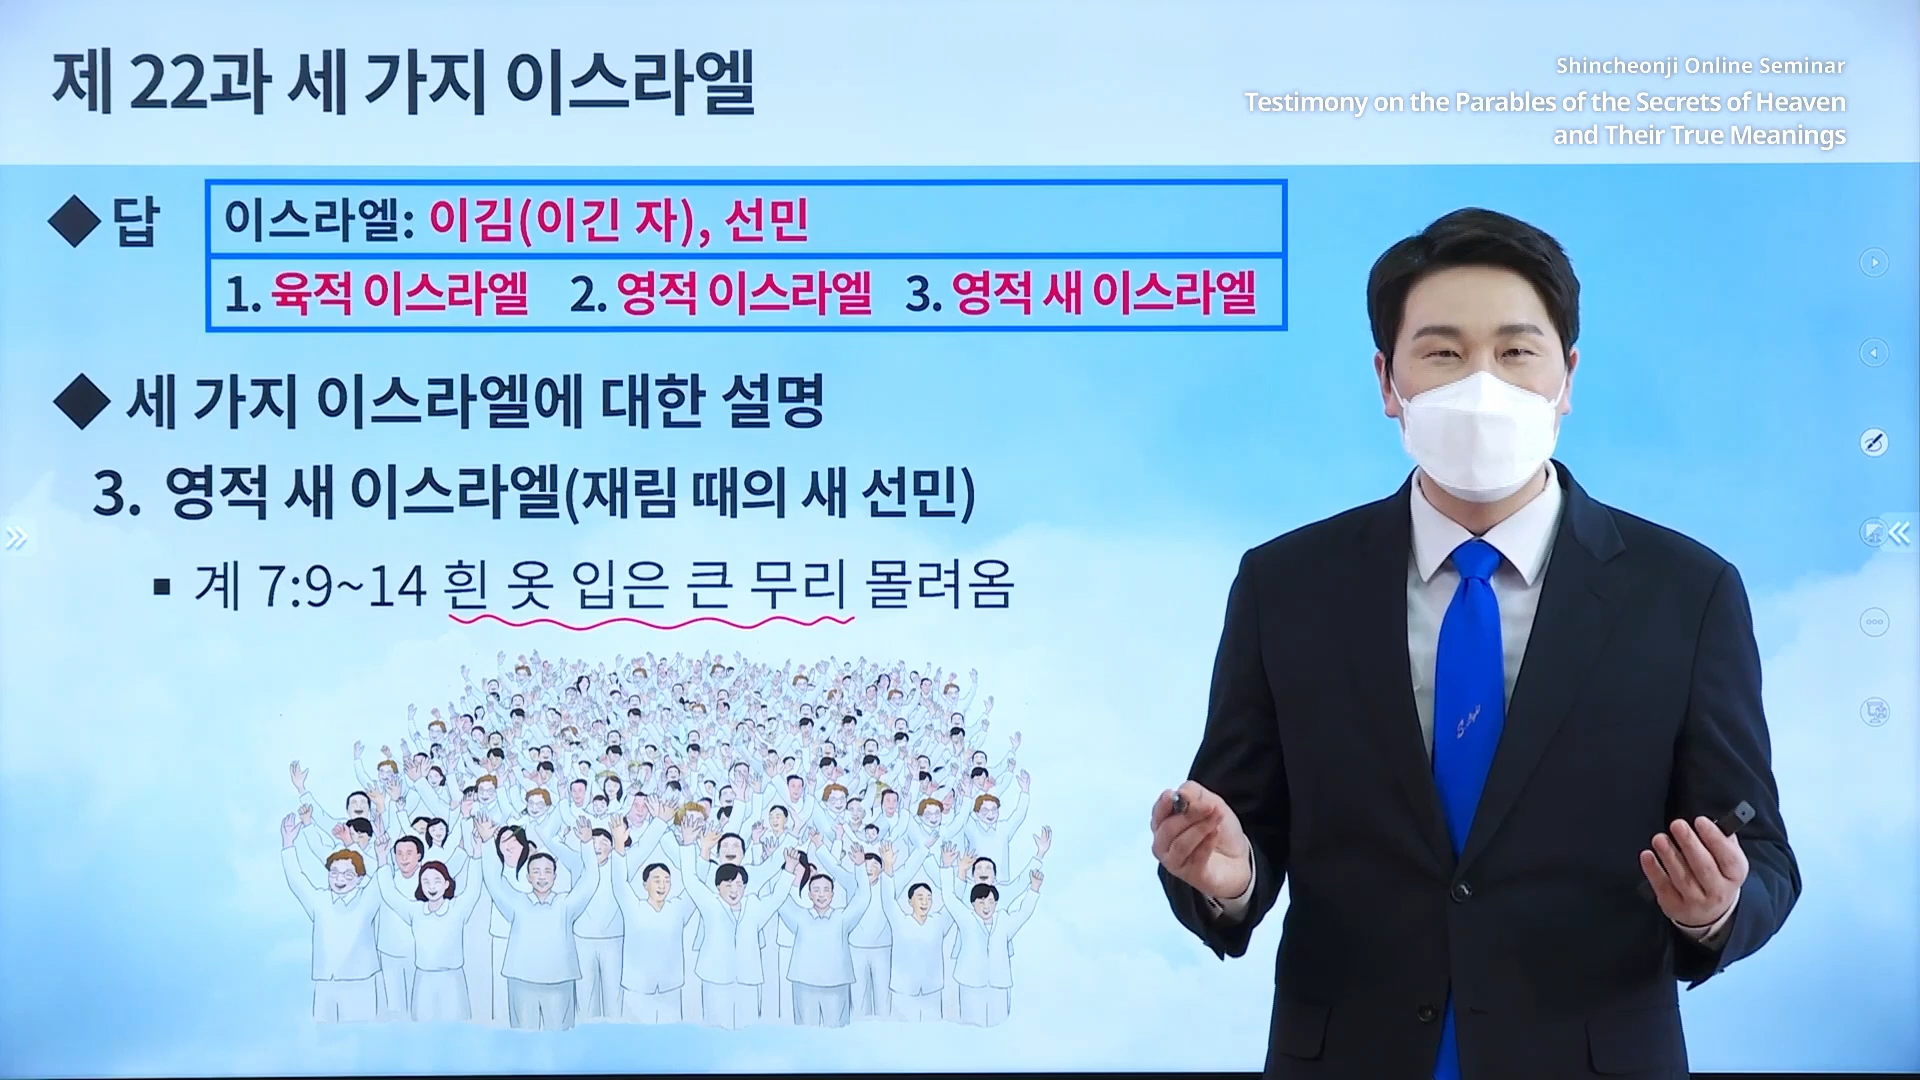 제 22과 세 가지 이스라엘
Shincheonji Online Seminar
Testimony on the Parables of the Secrets of Heaven
and Their True Meanings
◆ 답
이스라엘: 이김(이긴 자), 선민
1. 육적 이스라엘 2. 영적 이스라엘 3. 영적 새 이스라엘
◆ 세 가지 이스라엘에 대한 설명
3. 영적 새 이스라엘(재림 때의 새 선민)
▪ 계 7:9~14 흰 옷 입은 큰 무리 몰려옴